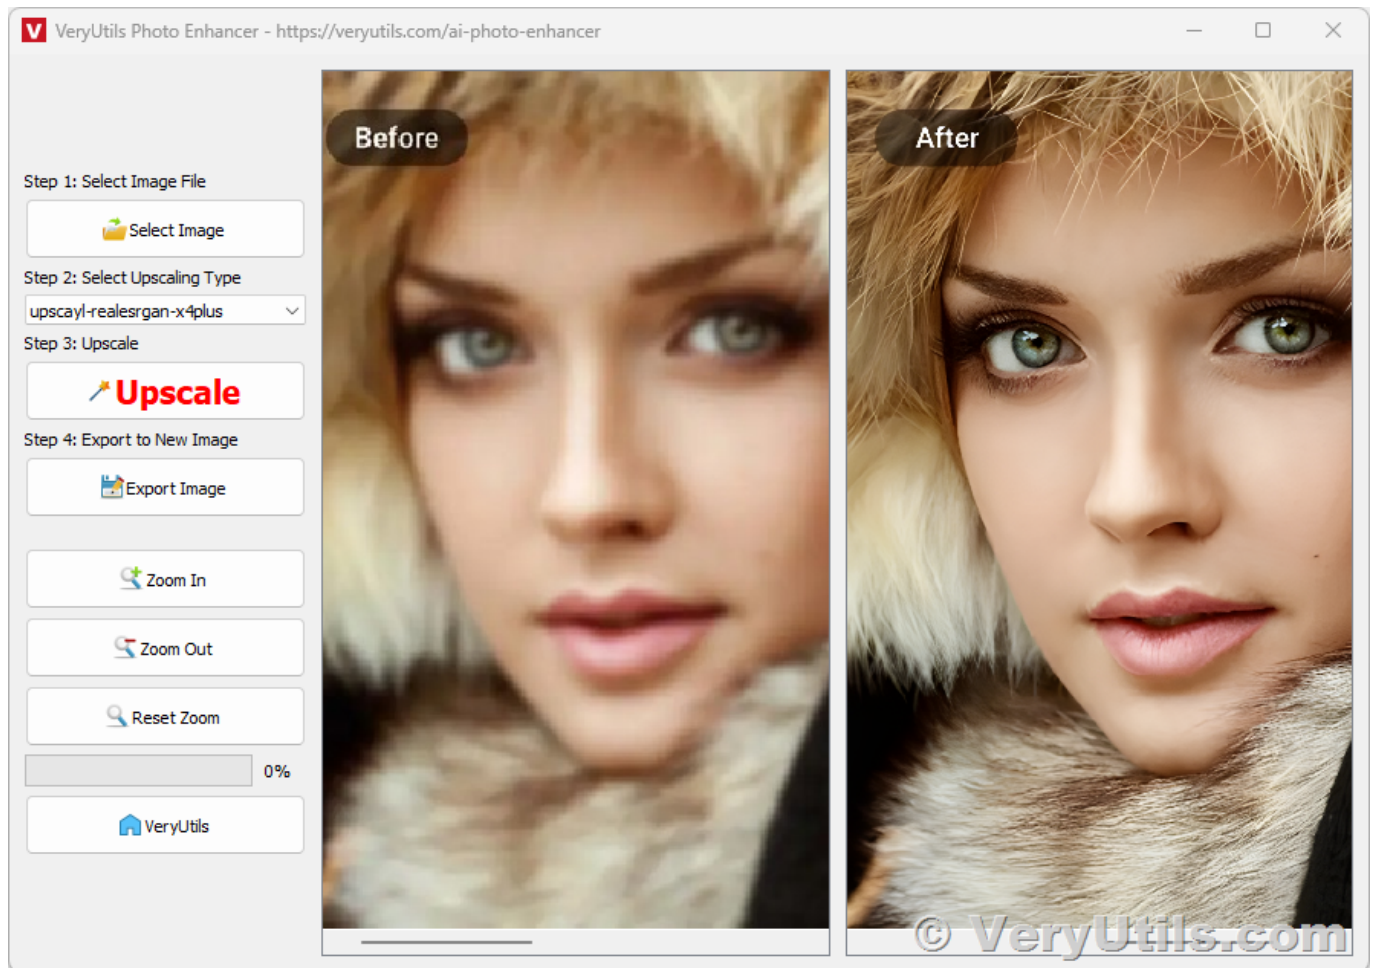 V VeryUtils Photo Enhancer - https://veryutils.com/ai-photo-enhancer
Step 1: Select Image File
Select Image
Step 2: Select Upscaling Type
upscayl-realesrgan-x4plus
Step 3: Upscale
Upscale
Step 4: Export to New Image
Export Image
Zoom In
Zoom Out
Reset Zoom
0%
VeryUtils
Before
After
© VeryUtils.com